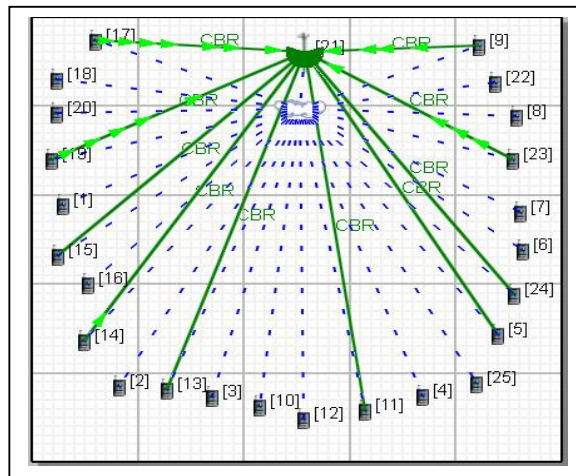 [17] CBR [21] CBR [9]
[18] [22]
[20] CBR CBR [8]
[19] CBR [23]
CBR
[1] CBR CBR [7]
CBR CBR
[15] [6]
[16] [24]
[14] [5]
[2] [13] [3] [10] [12] [11] [4] [25]